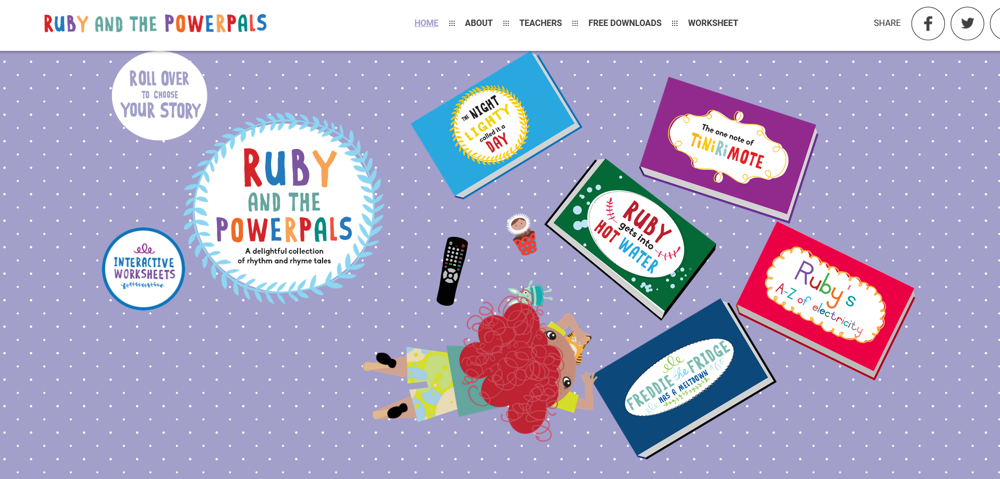 RUBY AND THE POWERPALS
HOME
ABOUT
TEACHERS
FREE DOWNLOADS
WORKSHEET
SHARE
ROLL OVER
TO CHOOSE
YOUR STORY
RUBY
AND THE
POWERPALS
A delightful collection
of rhythm and rhyme tales
INTERACTIVE
WORKSHEETS
THE NIGHT
LIGHTY
called it a
DAY
The one note of
TiNiRiMOTE
RUBY
gets into
HOT WATER
Ruby's
A-Z of electricity
FREDDIE the FRIDGE
HAS A MELTDOWN